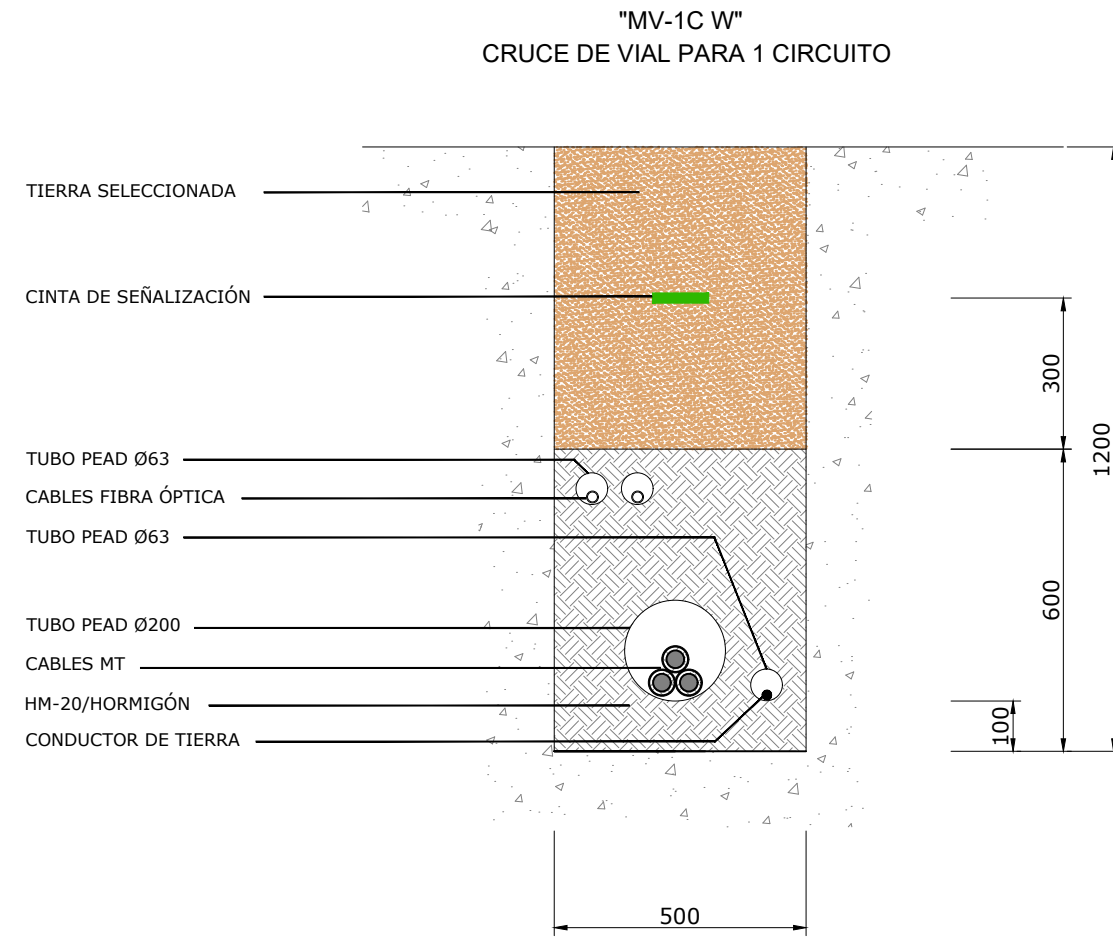 "MV-1C W"
CRUCE DE VIAL PARA 1 CIRCUITO
TIERRA SELECCIONADA
CINTA DE SEÑALIZACIÓN
300
1200
TUBO PEAD Ø63
CABLES FIBRA ÓPTICA
TUBO PEAD Ø63
600
TUBO PEAD Ø200
CABLES MT
HM-20/HORMIGÓN
100
CONDUCTOR DE TIERRA
500